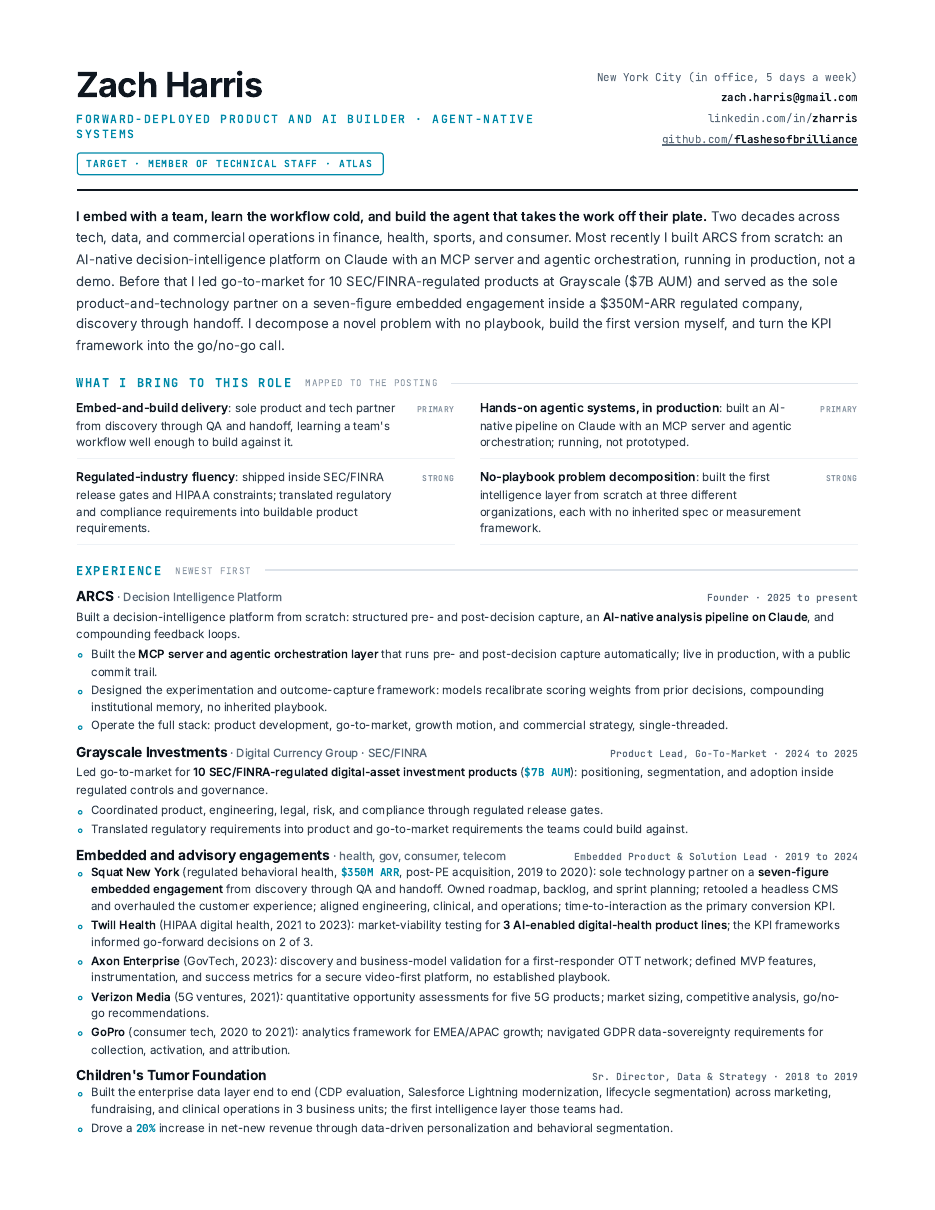 Zach Harris
FORWARD-DEPLOYED PRODUCT AND AI BUILDER · AGENT-NATIVE
SYSTEMS
TARGET · MEMBER OF TECHNICAL STAFF · ATLAS
New York City (in office, 5 days a week)
zach.harris@gmail.com
linkedin.com/in/zharris
github.com/flashesofbrilliance
I embed with a team, learn the workflow cold, and build the agent that takes the work off their plate. Two decades across
tech, data, and commercial operations in finance, health, sports, and consumer. Most recently I built ARCS from scratch: an
AI-native decision-intelligence platform on Claude with an MCP server and agentic orchestration, running in production, not a
demo. Before that I led go-to-market for 10 SEC/FINRA-regulated products at Grayscale ($7B AUM) and served as the sole
product-and-technology partner on a seven-figure embedded engagement inside a $350M-ARR regulated company,
discovery through handoff. I decompose a novel problem with no playbook, build the first version myself, and turn the KPI
framework into the go/no-go call.
WHAT I BRING TO THIS ROLE MAPPED TO THE POSTING
Embed-and-build delivery: sole product and tech partner PRIMARY
from discovery through QA and handoff, learning a team's
workflow well enough to build against it.
Hands-on agentic systems, in production: built an AI- PRIMARY
native pipeline on Claude with an MCP server and agentic
orchestration; running, not prototyped.
Regulated-industry fluency: shipped inside SEC/FINRA STRONG
release gates and HIPAA constraints; translated regulatory
and compliance requirements into buildable product
requirements.
No-playbook problem decomposition: built the first STRONG
intelligence layer from scratch at three different
organizations, each with no inherited spec or measurement
framework.
EXPERIENCE NEWEST FIRST
ARCS · Decision Intelligence Platform Founder · 2025 to present
Built a decision-intelligence platform from scratch: structured pre- and post-decision capture, an AI-native analysis pipeline on Claude, and
compounding feedback loops.
Built the MCP server and agentic orchestration layer that runs pre- and post-decision capture automatically; live in production, with a public
commit trail.
Designed the experimentation and outcome-capture framework: models recalibrate scoring weights from prior decisions, compounding
institutional memory, no inherited playbook.
Operate the full stack: product development, go-to-market, growth motion, and commercial strategy, single-threaded.
Grayscale Investments · Digital Currency Group · SEC/FINRA Product Lead, Go-To-Market · 2024 to 2025
Led go-to-market for 10 SEC/FINRA-regulated digital-asset investment products ($7B AUM): positioning, segmentation, and adoption inside
regulated controls and governance.
Coordinated product, engineering, legal, risk, and compliance through regulated release gates.
Translated regulatory requirements into product and go-to-market requirements the teams could build against.
Embedded and advisory engagements · health, gov, consumer, telecom Embedded Product & Solution Lead · 2019 to 2024
Squat New York (regulated behavioral health, $350M ARR, post-PE acquisition, 2019 to 2020): sole technology partner on a seven-figure
embedded engagement from discovery through QA and handoff. Owned roadmap, backlog, and sprint planning; retooled a headless CMS
and overhauled the customer experience; aligned engineering, clinical, and operations; time-to-interaction as the primary conversion KPI.
Twill Health (HIPAA digital health, 2021 to 2023): market-viability testing for 3 AI-enabled digital-health product lines; the KPI frameworks
informed go-forward decisions on 2 of 3.
Axon Enterprise (GovTech, 2023): discovery and business-model validation for a first-responder OTT network; defined MVP features,
instrumentation, and success metrics for a secure video-first platform, no established playbook.
Verizon Media (5G ventures, 2021): quantitative opportunity assessments for five 5G products; market sizing, competitive analysis, go/no-
go recommendations.
GoPro (consumer tech, 2020 to 2021): analytics framework for EMEA/APAC growth; navigated GDPR data-sovereignty requirements for
collection, activation, and attribution.
Children's Tumor Foundation Sr. Director, Data & Strategy · 2018 to 2019
Built the enterprise data layer end to end (CDP evaluation, Salesforce Lightning modernization, lifecycle segmentation) across marketing,
fundraising, and clinical operations in 3 business units; the first intelligence layer those teams had.
Drove a 20% increase in net-new revenue through data-driven personalization and behavioral segmentation.